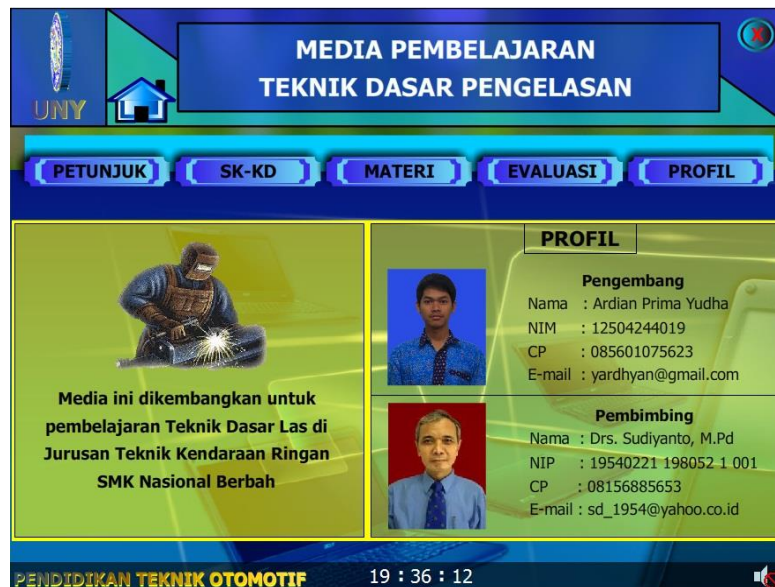 MEDIA PEMBELAJARAN
TEKNIK DASAR PENGELASAN
UNY
X
PETUNJUK
SK-KD
MATERI
EVALUASI
PROFIL
Media ini dikembangkan untuk
pembelajaran Teknik Dasar Las di
Jurusan Teknik Kendaraan Ringan
SMK Nasional Berbah
PROFIL
Pengembang
Nama : Ardian Prima Yudha
NIM : 12504244019
CP : 085601075623
E-mail : yardhyan@gmail.com
Pembimbing
Nama : Drs. Sudiyanto, M.Pd
NIP : 19540221 198052 1 001
CP : 08156885653
E-mail : sd_1954@yahoo.co.id
PENDIDIKAN TEKNIK OTOMOTIF
19 : 36 : 12